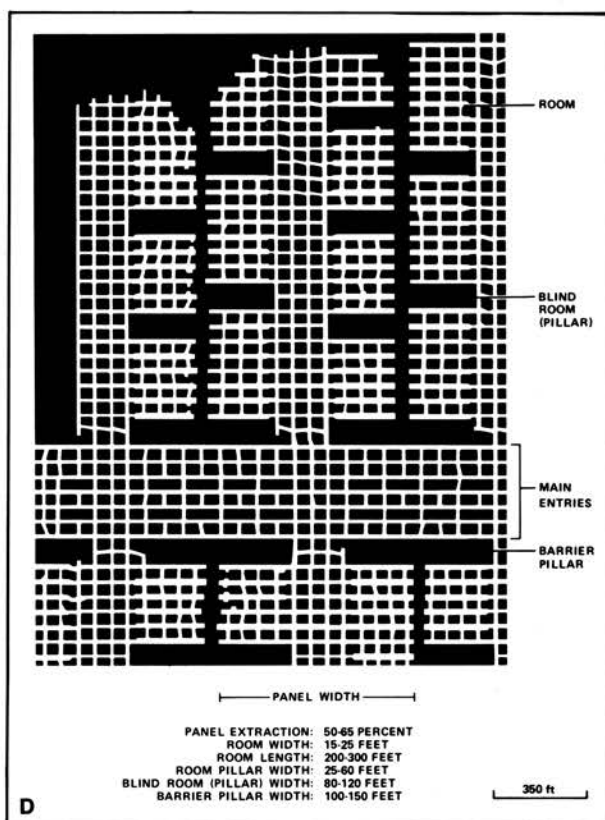 ROOM
BLIND
ROOM
(PILLAR)
MAIN
ENTRIES
BARRIER
PILLAR
PANEL WIDTH
PANEL EXTRACTION: 50-65 PERCENT
ROOM WIDTH: 15-25 FEET
ROOM LENGTH: 200-300 FEET
ROOM PILLAR WIDTH: 25-60 FEET
BLIND ROOM (PILLAR) WIDTH: 80-120 FEET
BARRIER PILLAR WIDTH: 100-150 FEET
350 ft
D